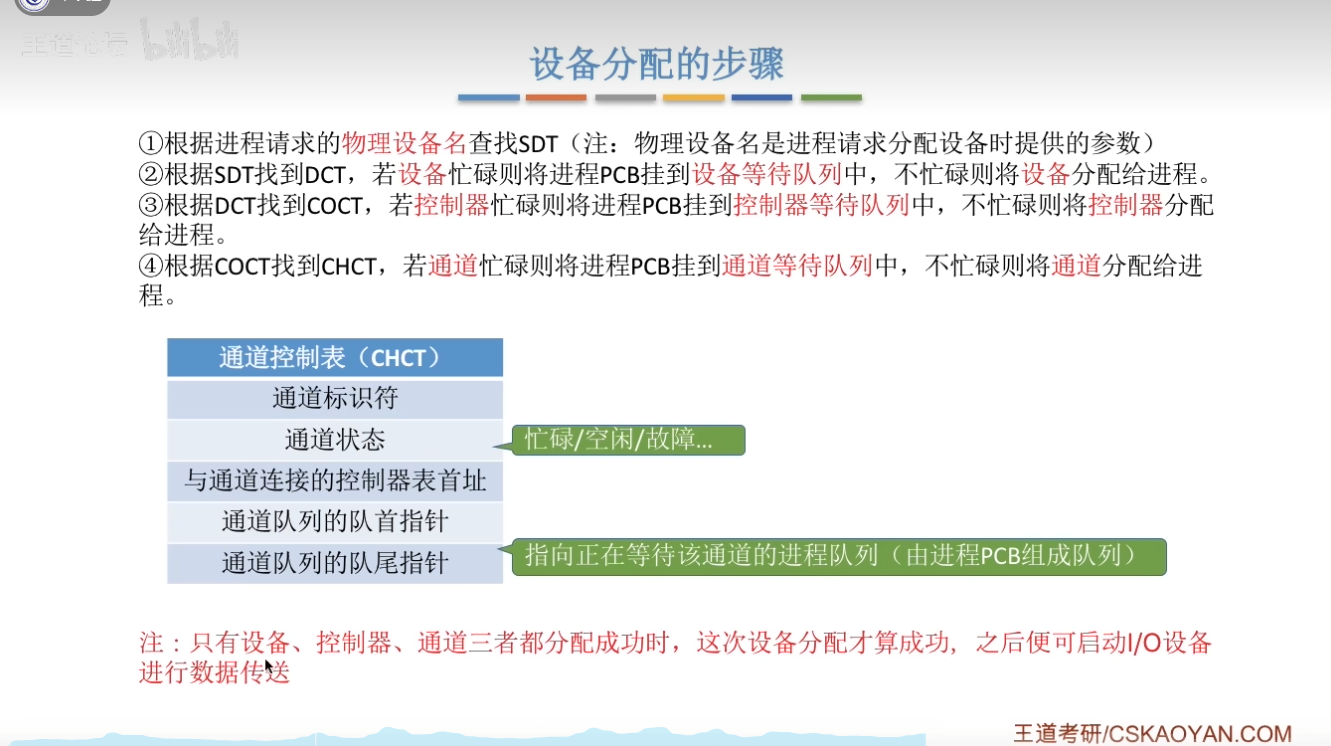 王道论坛 bilibili
设备分配的步骤
①根据进程请求的物理设备名查找SDT（注：物理设备名是进程请求分配设备时提供的参数）
②根据SDT找到DCT，若设备忙碌则将进程PCB挂到设备等待队列中，不忙碌则将设备分配给进程。
③根据DCT找到COCT，若控制器忙碌则将进程PCB挂到控制器等待队列中，不忙碌则将控制器分配
给进程。
④根据COCT找到CHCT，若通道忙碌则将进程PCB挂到通道等待队列中，不忙碌则将通道分配给进
程。
通道控制表（CHCT）
通道标识符
通道状态
忙碌/空闲/故障...
与通道连接的控制器表首址
通道队列的队首指针
通道队列的队尾指针
指向正在等待该通道的进程队列（由进程PCB组成队列）
注：只有设备、控制器、通道三者都分配成功时，这次设备分配才算成功，之后便可启动I/O设备
进行数据传送
王道考研/CSKAOYAN.COM